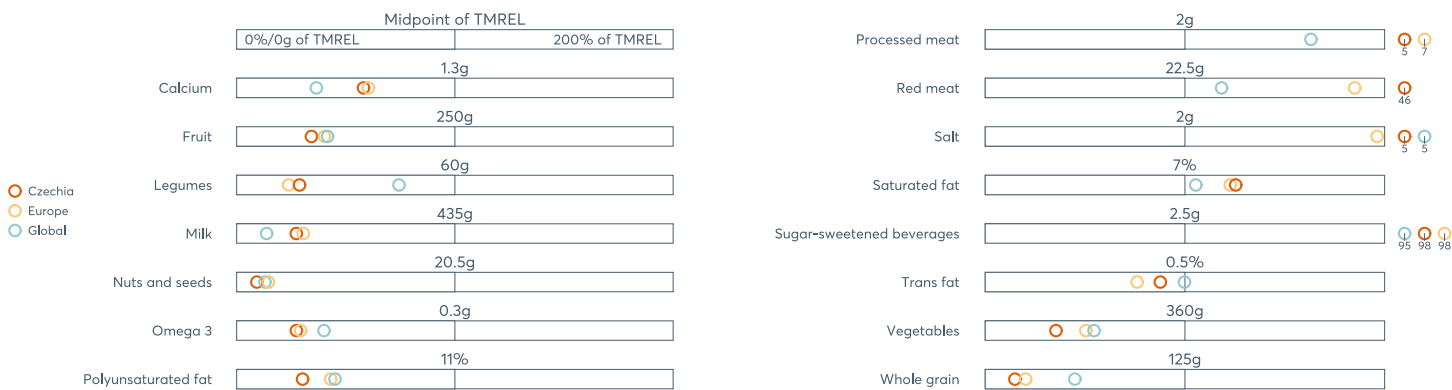 Midpoint of TMREL
0%/0g of TMREL 200% of TMREL
1.3g
Calcium
250g
Fruit
60g
Legumes
435g
Milk
20.5g
Nuts and seeds
0.3g
Omega 3
11%
Polyunsaturated fat
Czechia
Europe
Global
2g
Processed meat
5 7
22.5g
Red meat
46
2g
Salt
5 5
7%
Saturated fat
2.5g
Sugar-sweetened beverages
95 98 98
0.5%
Trans fat
360g
Vegetables
125g
Whole grain